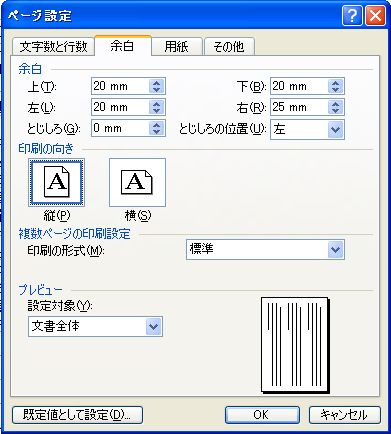 ページ設定
文字数と行数 余白 用紙 その他
余白
上(T): 20 mm 下(B): 20 mm
左(L): 20 mm 右(R): 25 mm
とじしろ(G): 0 mm とじしろの位置(U): 左
印刷の向き
A A
縦(P) 横(S)
複数ページの印刷設定
印刷の形式(M): 標準
プレビュー
設定対象(Y):
文書全体
既定値として設定(D)... OK キャンセル